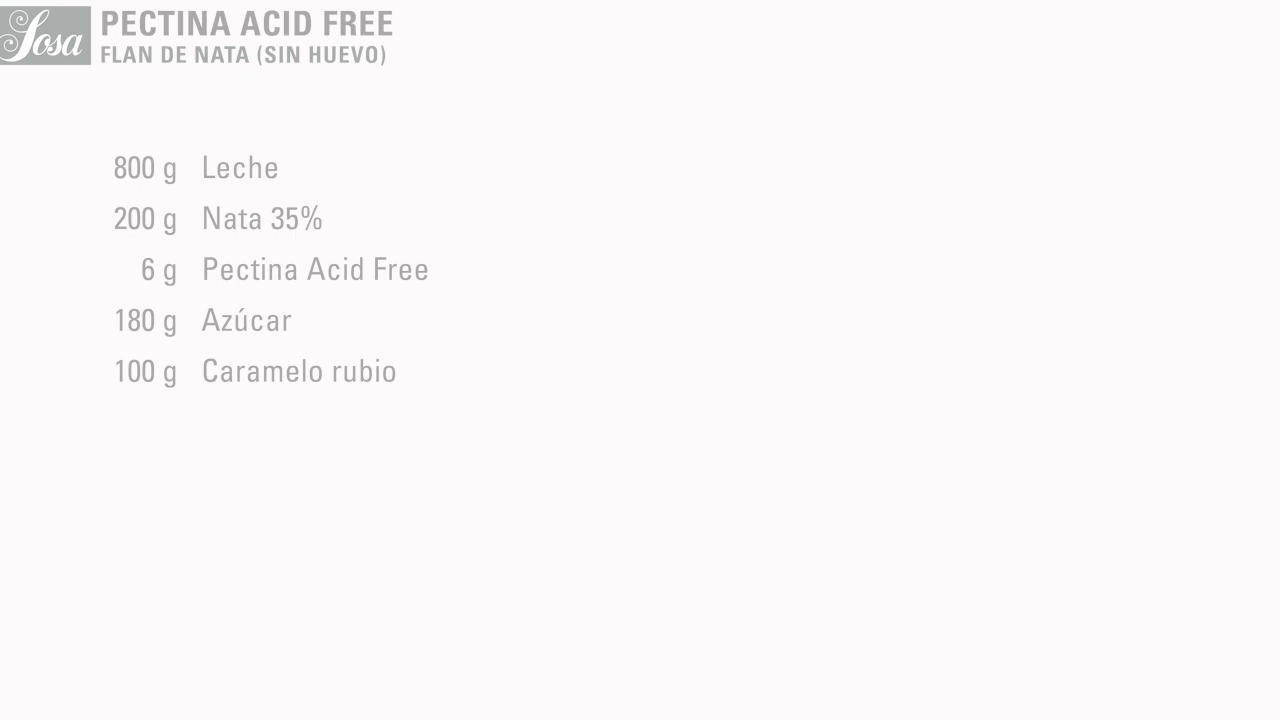 Sosa
PECTINA ACID FREE
FLAN DE NATA (SIN HUEVO)
800 g Leche
200 g Nata 35%
6 g Pectina Acid Free
180 g Azúcar
100 g Caramelo rubio